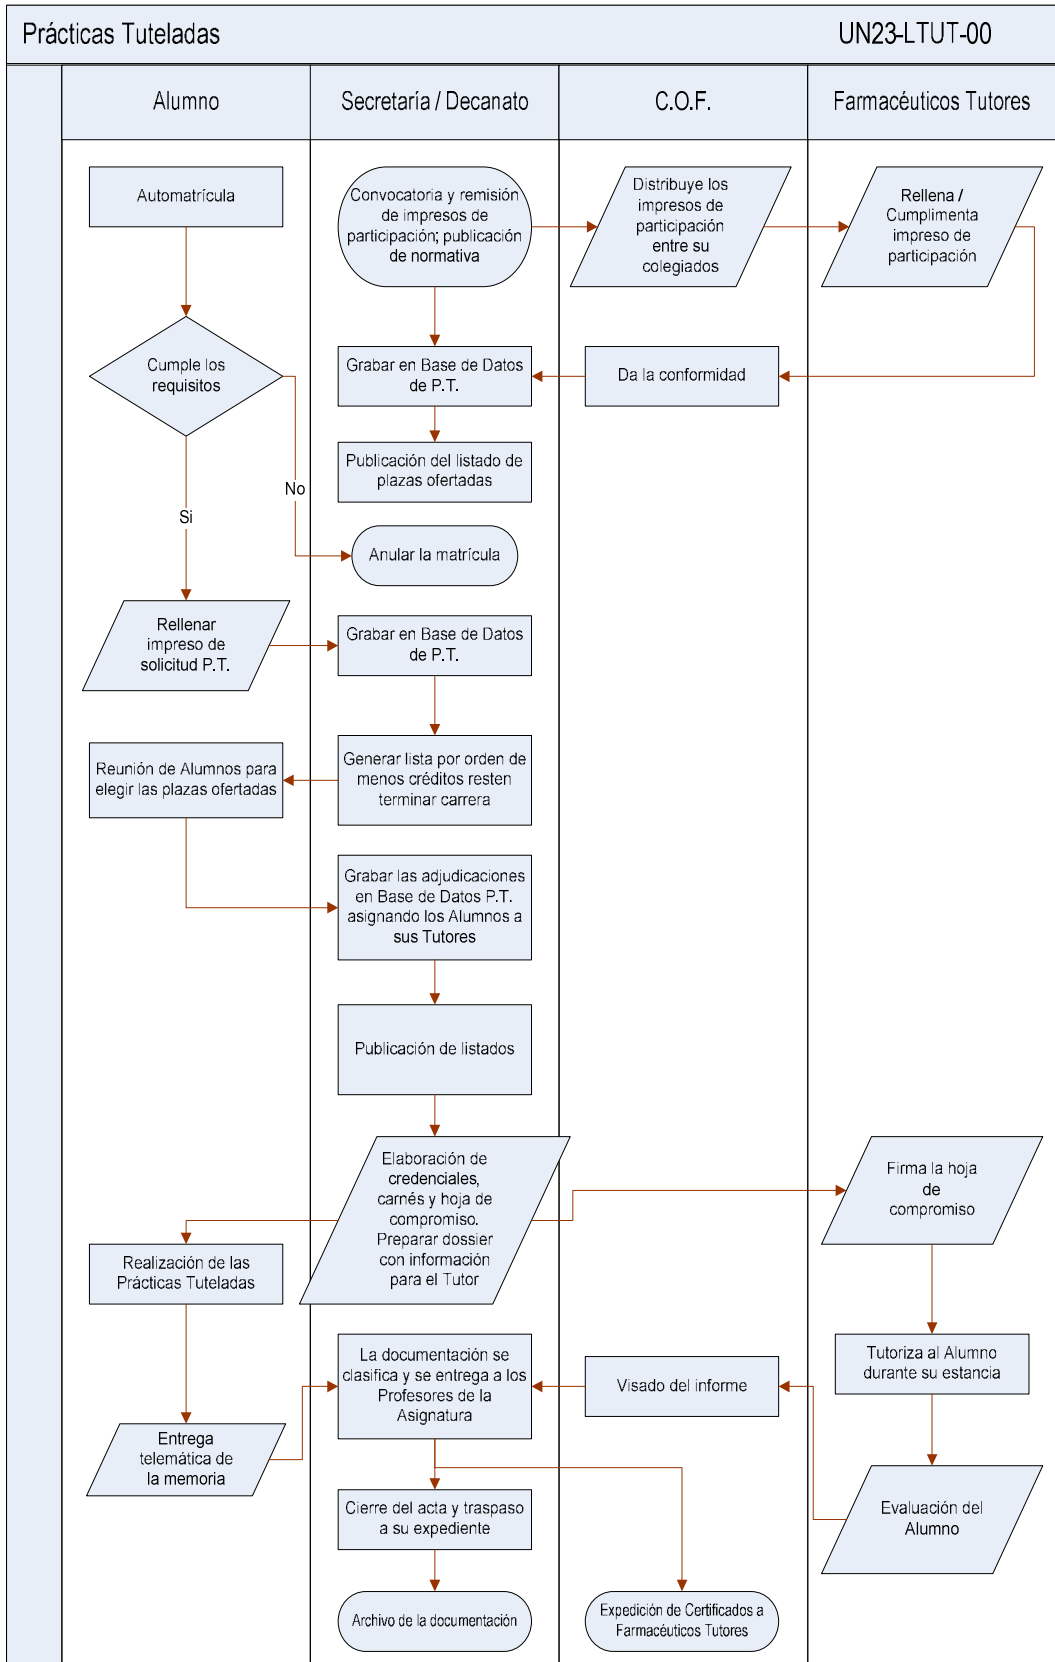 Prácticas Tuteladas
UN23-LTUT-00
Alumno
Secretaría / Decanato
C.O.F.
Farmacéuticos Tutores
Automatrícula
Convocatoria y remisión
de impresos de
participación; publicación
de normativa
Distribuye los
impresos de
participación
entre su
colegiados
Rellena /
Cumplimenta
impreso de
participación
Cumple los
requisitos
Grabar en Base de Datos
de P.T.
Da la conformidad
Publicación del listado de
plazas ofertadas
No
Si
Anular la matrícula
Rellenar
impreso de
solicitud P.T.
Grabar en Base de Datos
de P.T.
Reunión de Alumnos para
elegir las plazas ofertadas
Generar lista por orden de
menos créditos resten
terminar carrera
Grabar las adjudicaciones
en Base de Datos P.T.
asignando los Alumnos a
sus Tutores
Publicación de listados
Elaboración de
credenciales,
carnés y hoja de
compromiso.
Preparar dossier
con información
para el Tutor
Firma la hoja
de
compromiso
Realización de las
Prácticas Tuteladas
La documentación se
clasifica y se entrega a los
Profesores de la
Asignatura
Visado del informe
Tutoriza al Alumno
durante su estancia
Entrega
telemática de
la memoria
Cierre del acta y traspaso
a su expediente
Evaluación del
Alumno
Archivo de la documentación
Expedición de Certificados a
Farmacéuticos Tutores